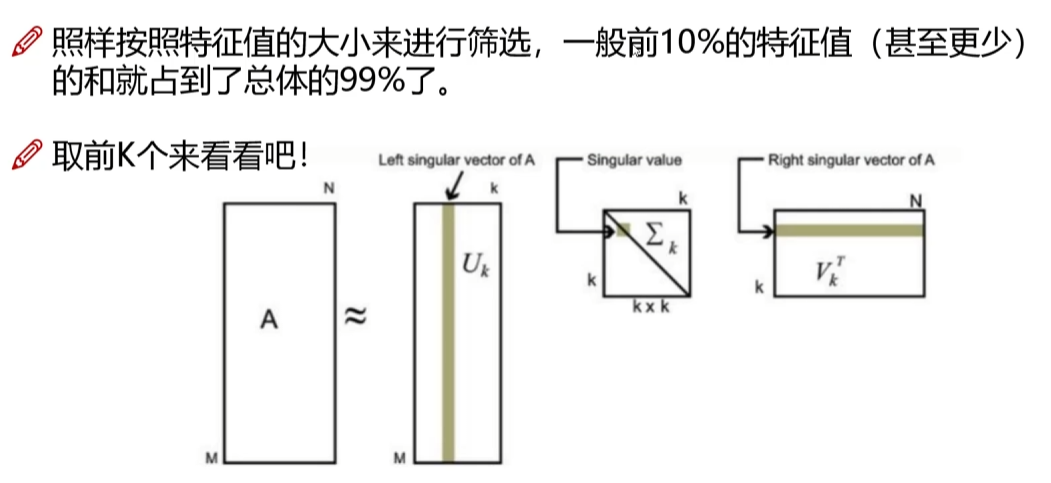 照样按照特征值的大小来进行筛选，一般前10%的特征值（甚至更少）
的和就占到了总体的99%了。
取前K个来看看吧！
Left singular vector of A
Singular value
Right singular vector of A
N
k
k
N
A
≈
U_k
Σ_k
V_k^T
k
k
k x k
M
M